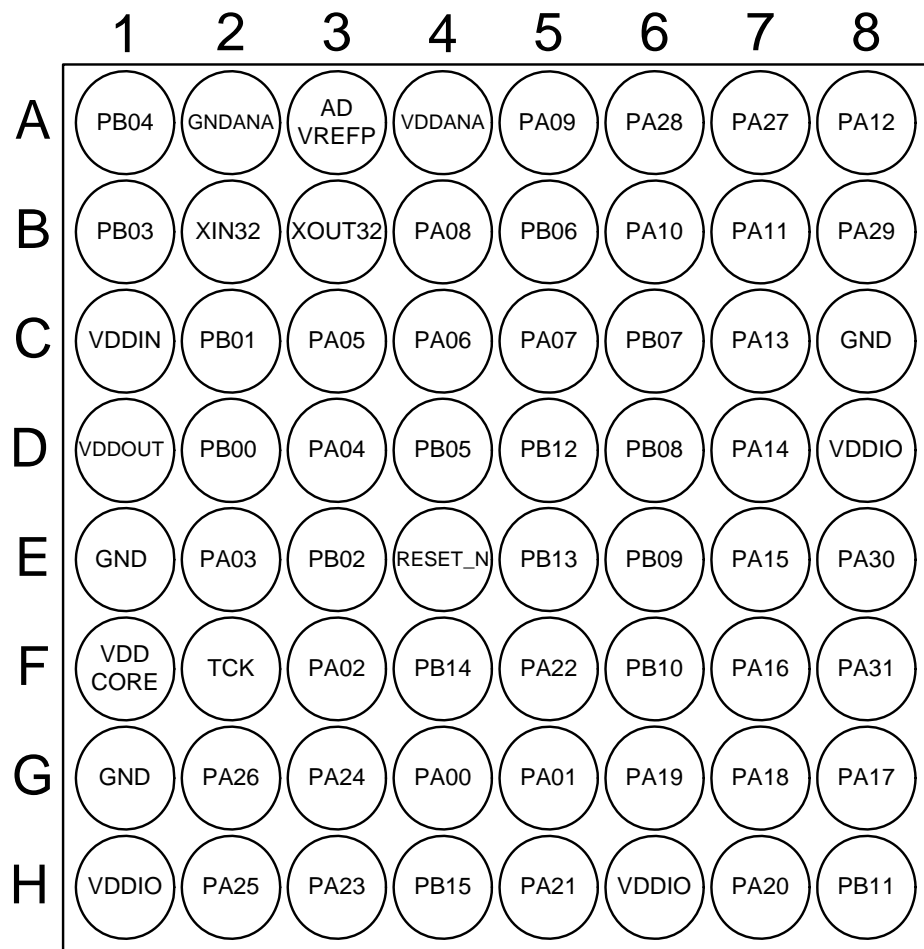 1 2 3 4 5 6 7 8
A PB04 GNDANA AD VREFP VDDANA PA09 PA28 PA27 PA12
B PB03 XIN32 XOUT32 PA08 PB06 PA10 PA11 PA29
C VDDIN PB01 PA05 PA06 PA07 PB07 PA13 GND
D VDDOUT PB00 PA04 PB05 PB12 PB08 PA14 VDDIO
E GND PA03 PB02 RESET_N PB13 PB09 PA15 PA30
F VDD CORE TCK PA02 PB14 PA22 PB10 PA16 PA31
G GND PA26 PA24 PA00 PA01 PA19 PA18 PA17
H VDDIO PA25 PA23 PB15 PA21 VDDIO PA20 PB11